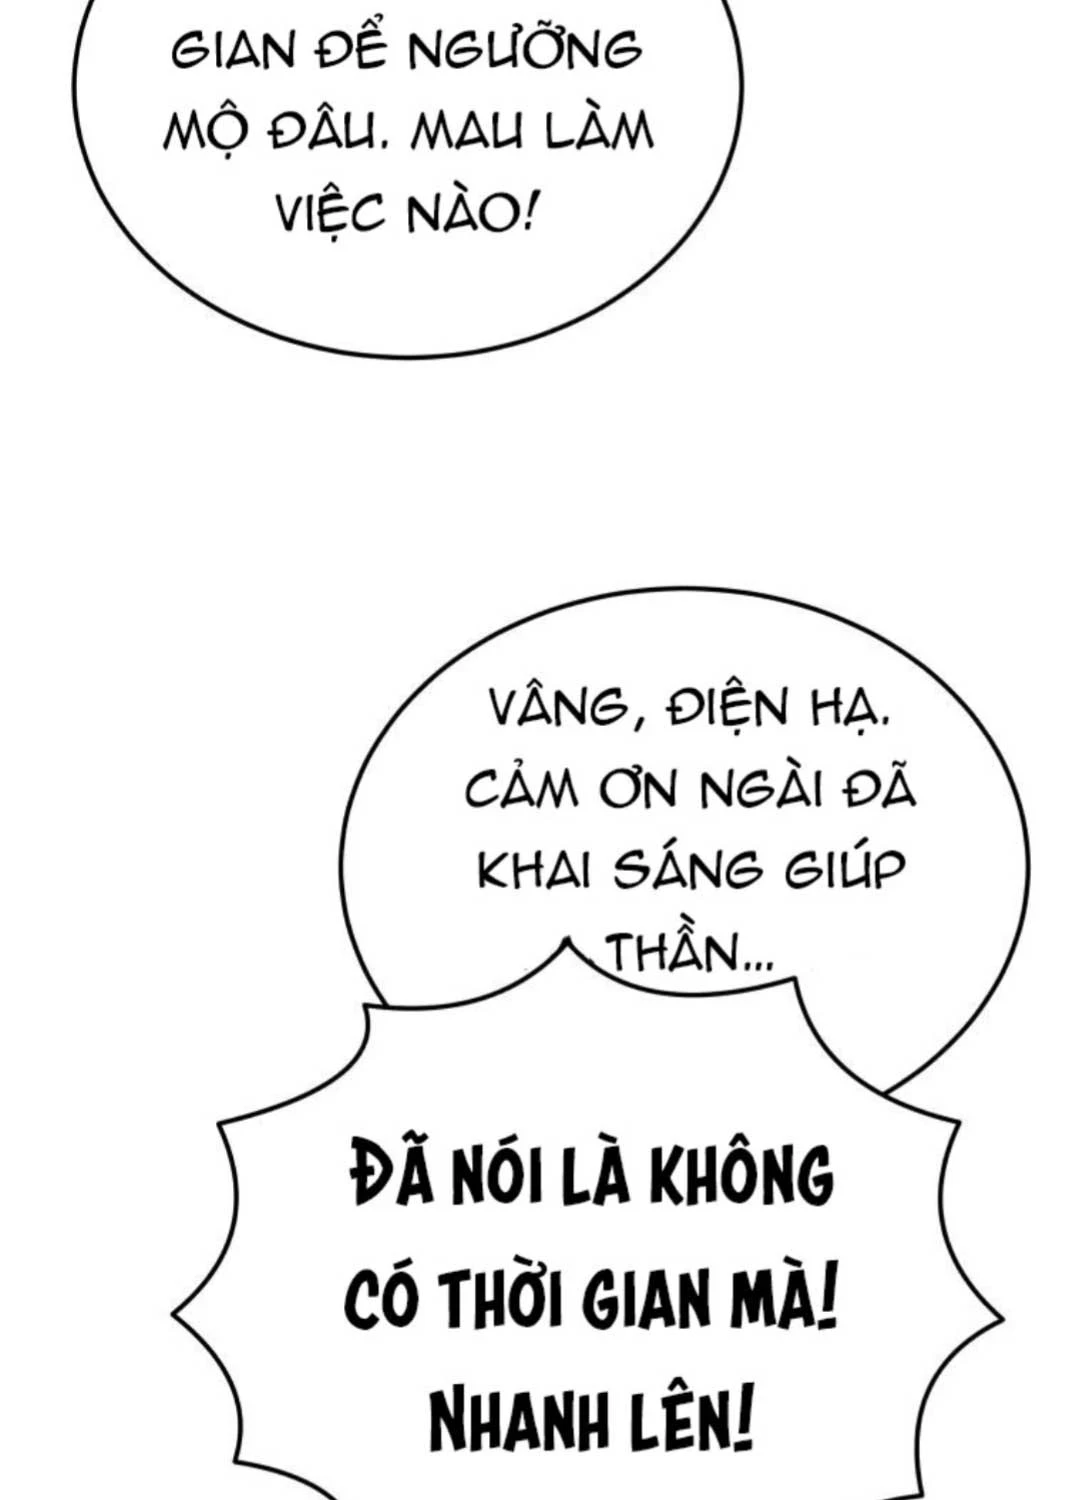 GIAN ĐỂ NGƯỠNG
MỘ ĐÂU. MAU LÀM
VIỆC NÀO!
VÂNG, ĐIỆN HẠ.
CẢM ƠN NGÀI ĐÃ
KHAI SÁNG GIÚP
THẦN...
ĐÃ NÓI LÀ KHÔNG
CÓ THỜI GIAN MÀ!
NHANH LÊN!